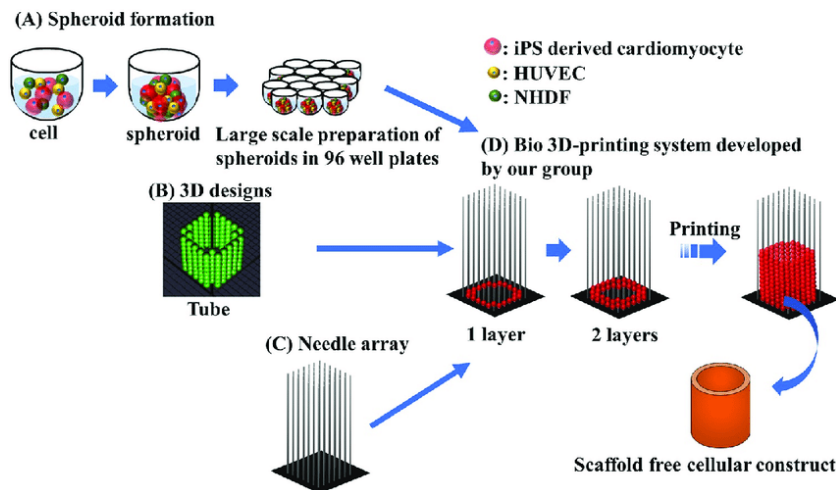 (A) Spheroid formation
: iPS derived cardiomyocyte
: HUVEC
: NHDF
cell
spheroid
Large scale preparation of
spheroids in 96 well plates
(D) Bio 3D-printing system developed
by our group
(B) 3D designs
Tube
Printing
1 layer
2 layers
(C) Needle array
Scaffold free cellular construct